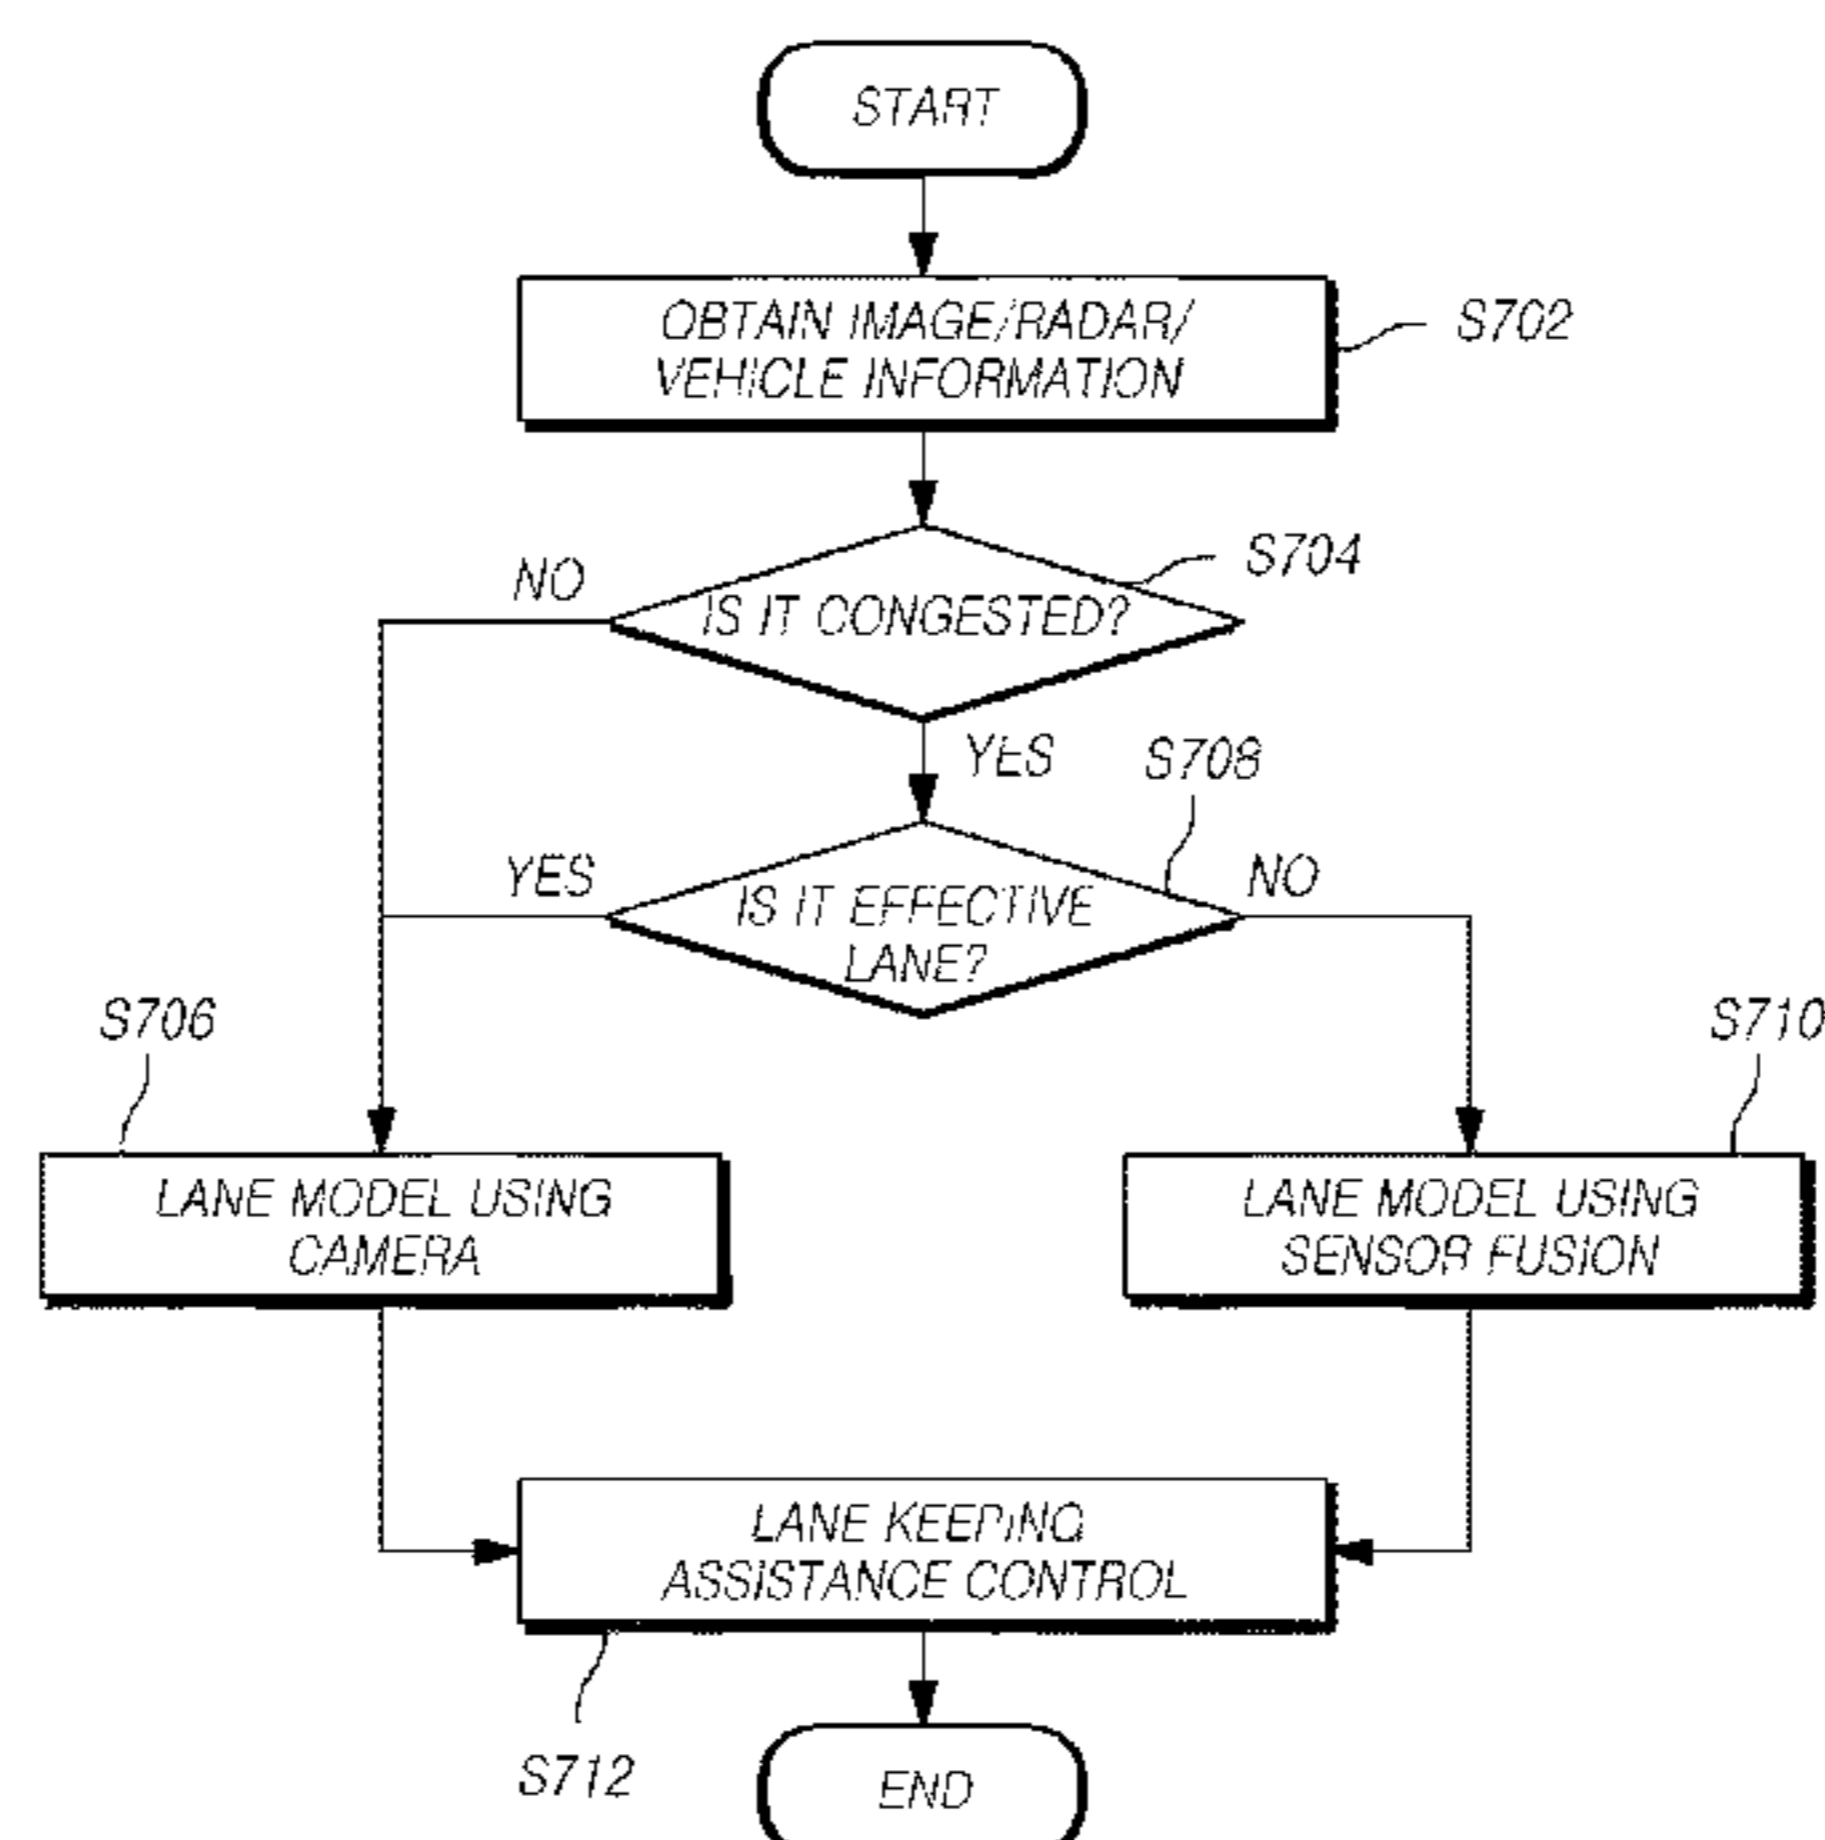 START
OBTAIN IMAGE/RADAR/
VEHICLE INFORMATION
S702
S704
NO
IS IT CONGESTED?
YES
S708
YES
NO
IS IT EFFECTIVE
LANE?
S706
S710
LANE MODEL USING
CAMERA
LANE MODEL USING
SENSOR FUSION
LANE KEEPING
ASSISTANCE CONTROL
S712
END